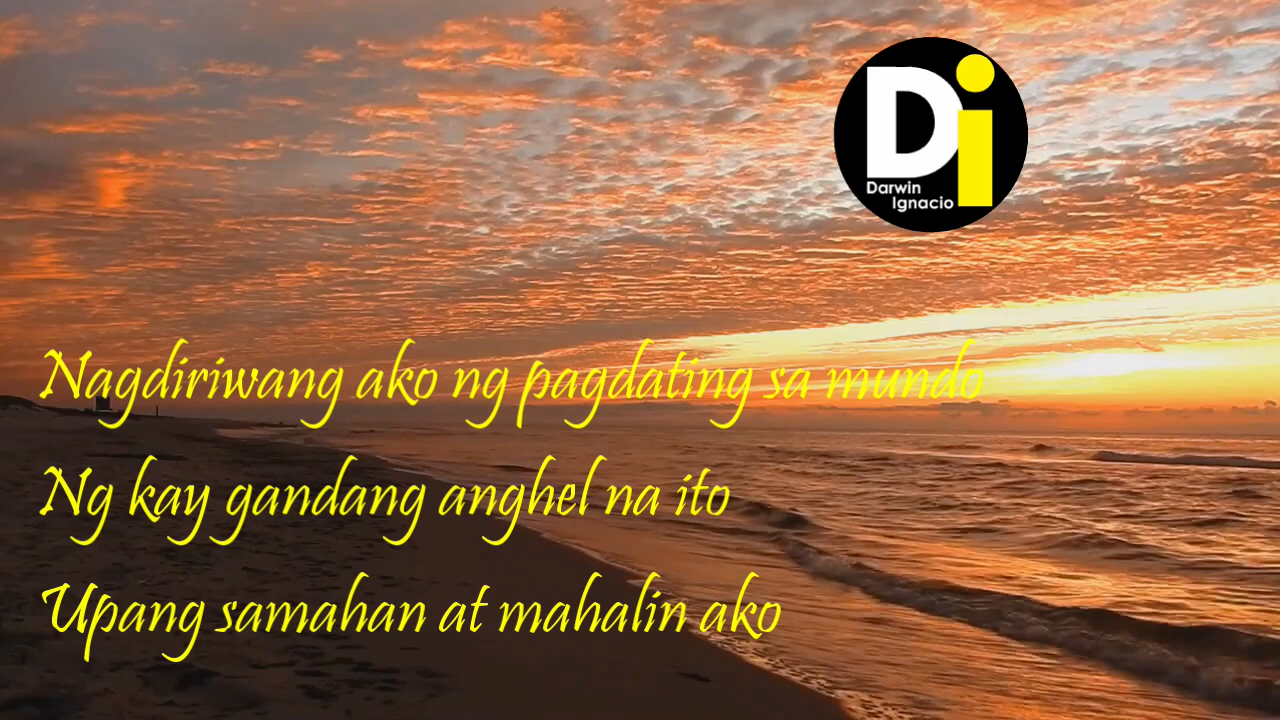 Di
Darwin
Ignacio
Nagdiriwang ako ng pagdating sa mundo
Ng kay gandang anghel na ito
Upang samahan at mahalin ako